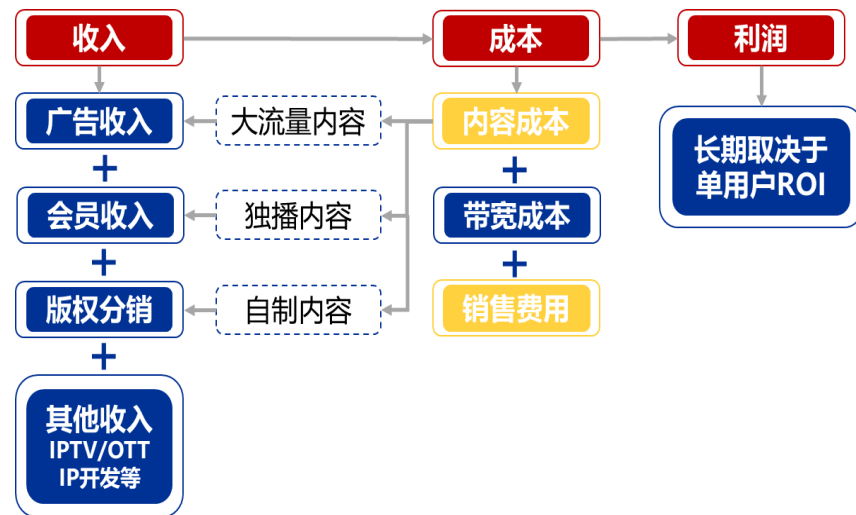 收入
成本
利润
广告收入
大流量内容
内容成本
长期取决于
单用户ROI
+
+
会员收入
独播内容
带宽成本
+
+
版权分销
自制内容
销售费用
+
其他收入
IPTV/OTT
IP开发等